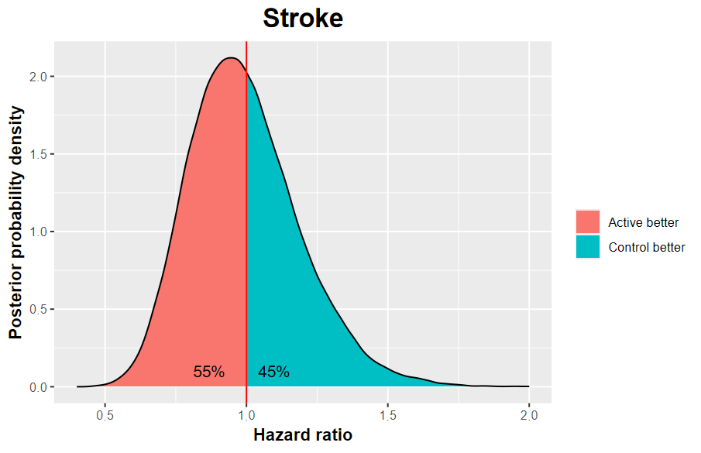 Stroke
Posterior probability density
2.0
1.5
1.0
0.5
0.0
55%
45%
0.5
1.0
1.5
2.0
Hazard ratio
Active better
Control better